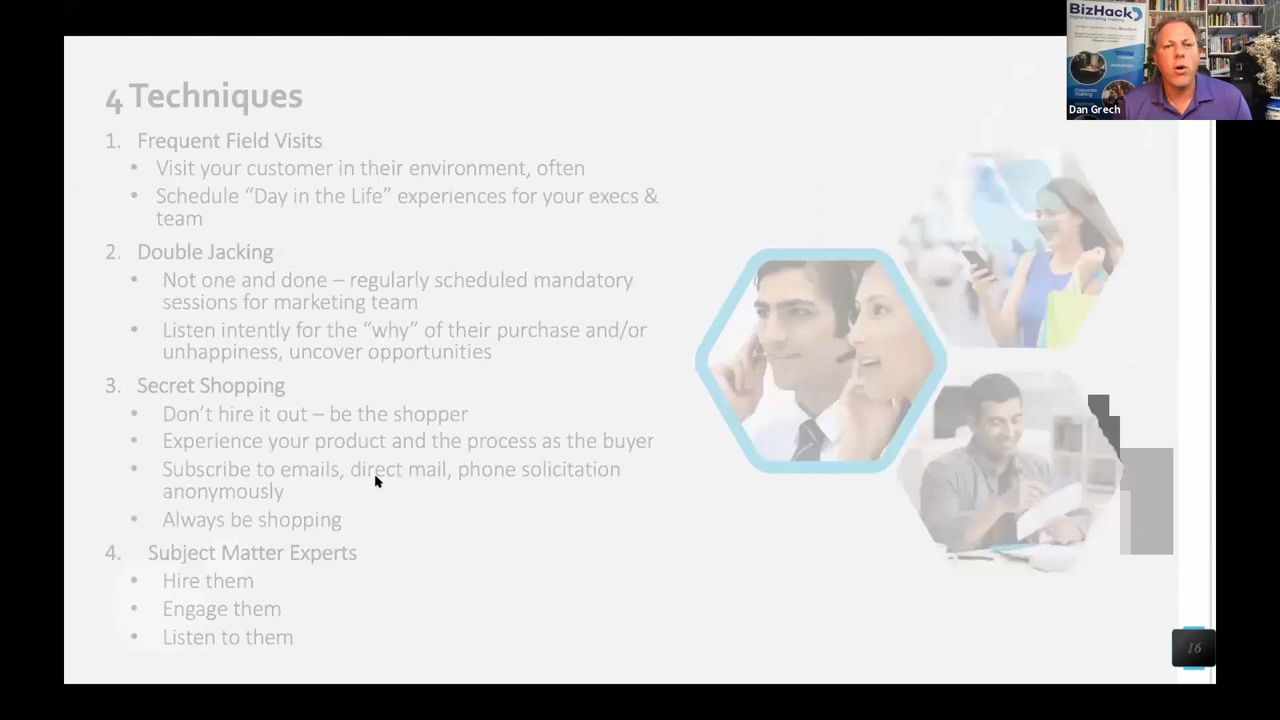 4 Techniques
1. Frequent Field Visits
• Visit your customer in their environment, often
• Schedule “Day in the Life” experiences for your execs &
team
2. Double Jacking
• Not one and done – regularly scheduled mandatory
sessions for marketing team
• Listen intently for the “why” of their purchase and/or
unhappiness, uncover opportunities
3. Secret Shopping
• Don’t hire it out – be the shopper
• Experience your product and the process as the buyer
• Subscribe to emails, direct mail, phone solicitation
anonymously
• Always be shopping
4. Subject Matter Experts
• Hire them
• Engage them
• Listen to them
16
BizHack
Digital Marketing Training
Corporate
Training
Dan Grech